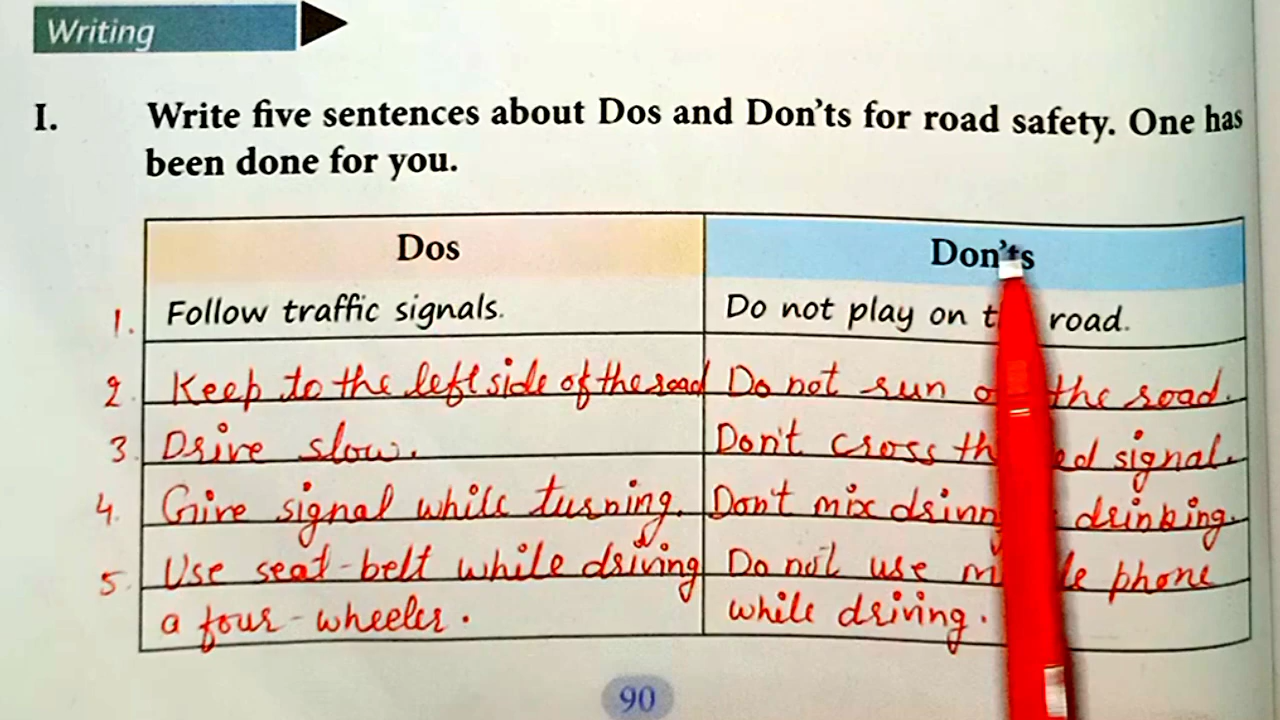 Writing
I. Write five sentences about Dos and Don'ts for road safety. One has
been done for you.
Dos Don'ts
1. Follow traffic signals. Do not play on road.
2. Keep to the left side of the road Do not run the road.
3. Drive slow. Don't cross signal.
4. Give signal while turning. Don't mix drinking.
5. Use seat-belt while driving Do not use phone
a four-wheeler. while driving.
90